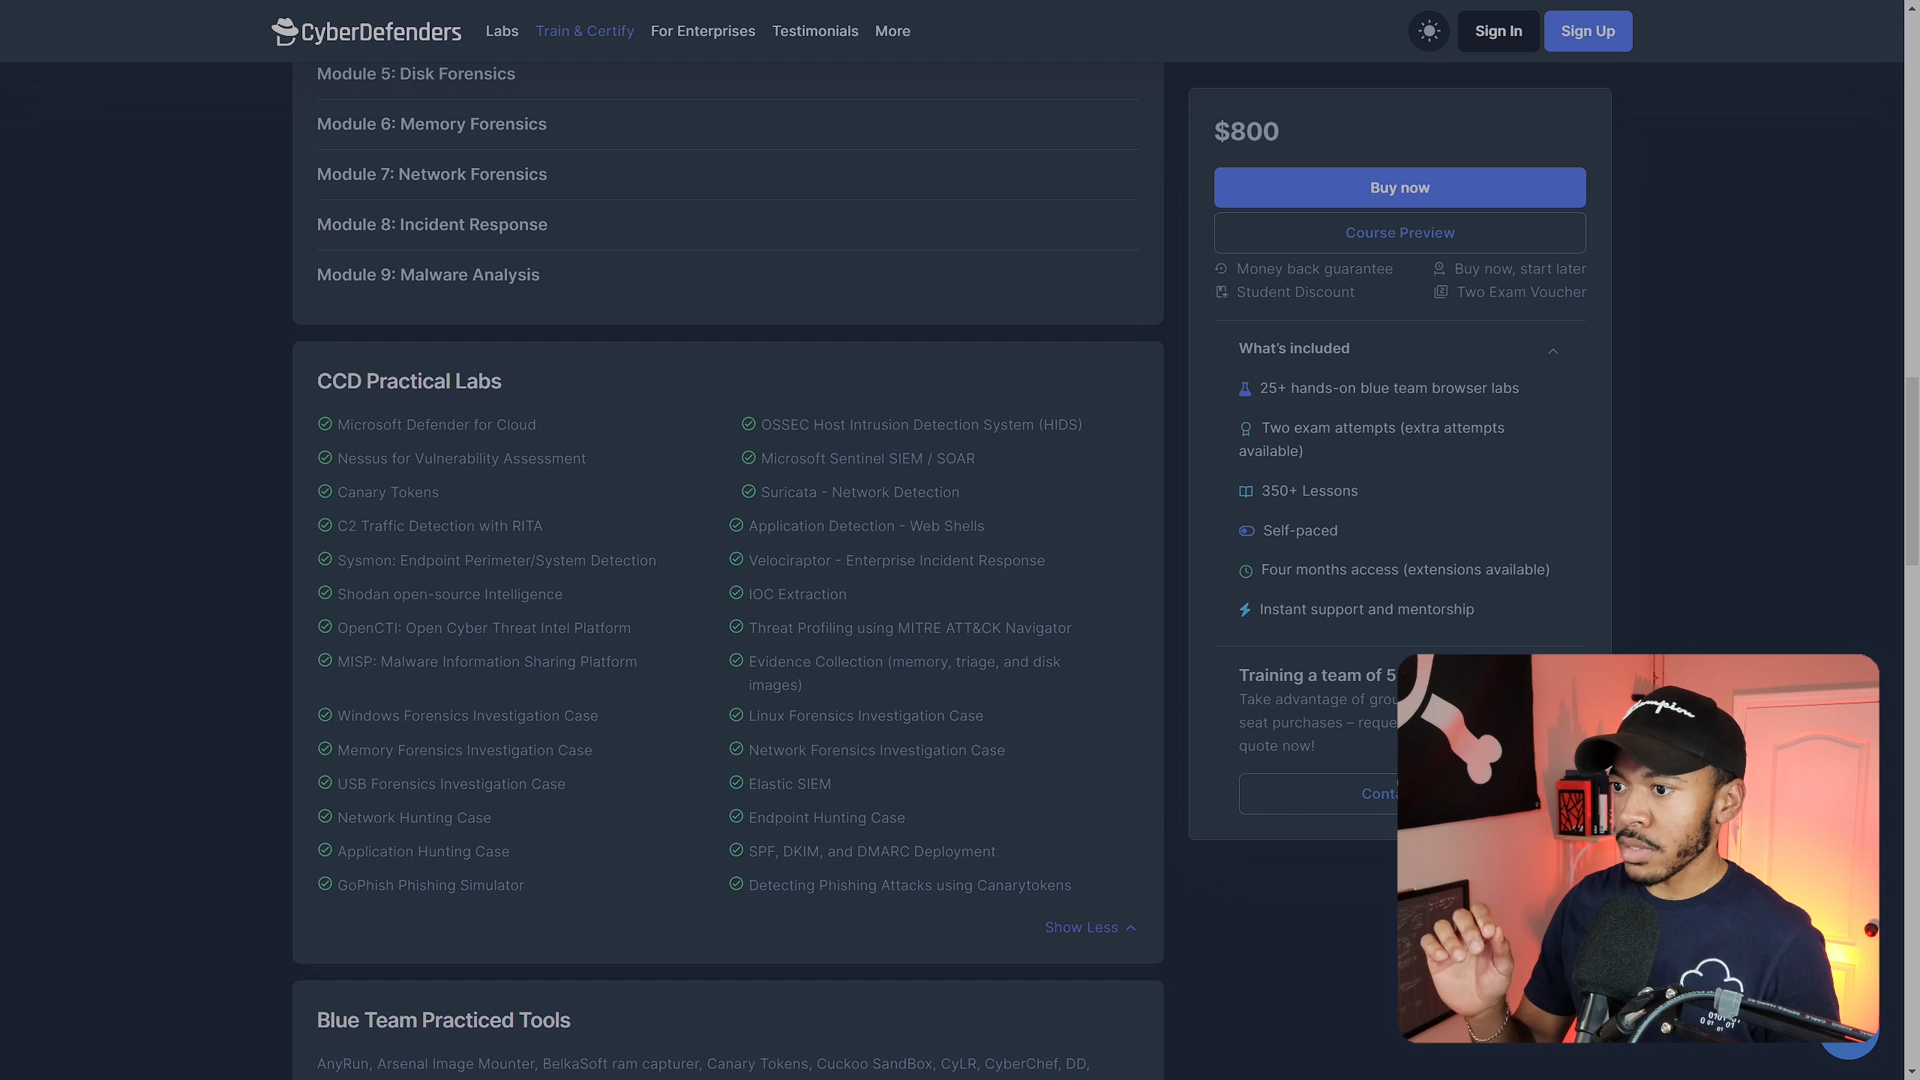 CyberDefenders Labs Train & Certify For Enterprises Testimonials More Sign In Sign Up
Module 5: Disk Forensics
Module 6: Memory Forensics
Module 7: Network Forensics
Module 8: Incident Response
Module 9: Malware Analysis
CCD Practical Labs
Microsoft Defender for Cloud
OSSEC Host Intrusion Detection System (HIDS)
Nessus for Vulnerability Assessment
Microsoft Sentinel SIEM / SOAR
Canary Tokens
Suricata - Network Detection
C2 Traffic Detection with RITA
Application Detection - Web Shells
Sysmon: Endpoint Perimeter/System Detection
Velociraptor - Enterprise Incident Response
Shodan open-source Intelligence
IOC Extraction
OpenCTI: Open Cyber Threat Intel Platform
Threat Profiling using MITRE ATT&CK Navigator
MISP: Malware Information Sharing Platform
Evidence Collection (memory, triage, and disk
images)
Windows Forensics Investigation Case
Linux Forensics Investigation Case
Memory Forensics Investigation Case
Network Forensics Investigation Case
USB Forensics Investigation Case
Elastic SIEM
Network Hunting Case
Endpoint Hunting Case
Application Hunting Case
SPF, DKIM, and DMARC Deployment
GoPhish Phishing Simulator
Detecting Phishing Attacks using Canarytokens
Show Less
Blue Team Practiced Tools
AnyRun, Arsenal Image Mounter, BelkaSoft ram capturer, Canary Tokens, Cuckoo SandBox, CyLR, CyberChef, DD,
$800
Buy now
Course Preview
Money back guarantee
Buy now, start later
Student Discount
Two Exam Voucher
What's included
25+ hands-on blue team browser labs
Two exam attempts (extra attempts
available)
350+ Lessons
Self-paced
Four months access (extensions available)
Instant support and mentorship
Training a team of 5
Take advantage of
seat purchases –
quote now!
Champion